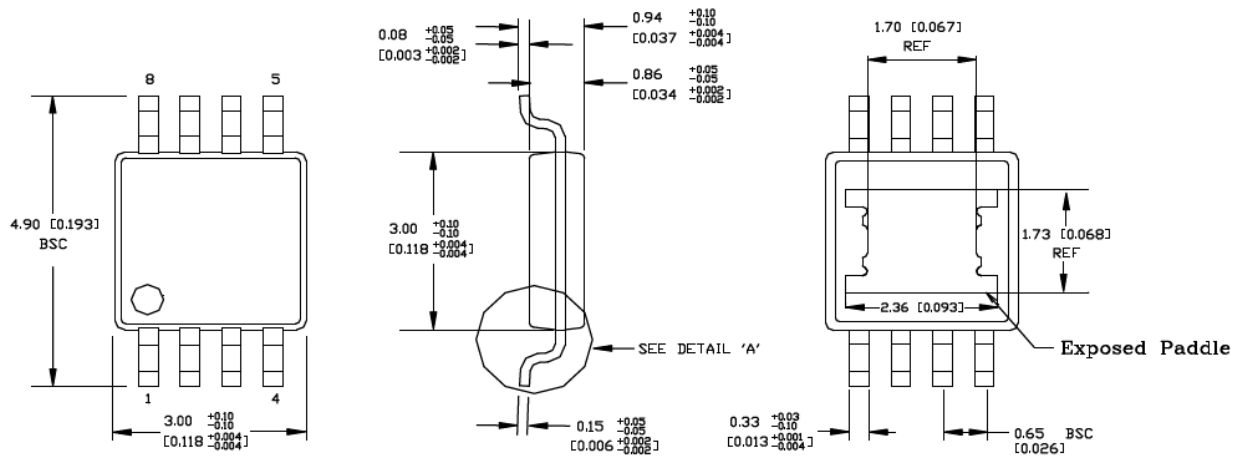 8 5
4.90 [0.193]
BSC
1 4
3.00 +0.10 -0.10
[0.118 +0.004 -0.004]
0.08 +0.05 -0.05
[0.003 +0.002 -0.002]
0.94 +0.10 -0.10
[0.037 +0.004 -0.004]
0.86 +0.05 -0.05
[0.034 +0.002 -0.002]
3.00 +0.10 -0.10
[0.118 +0.004 -0.004]
SEE DETAIL 'A'
0.15 +0.05 -0.05
[0.006 +0.002 -0.002]
1.70 [0.067]
REF
1.73 [0.068]
REF
2.36 [0.093]
Exposed Paddle
0.33 +0.03 -0.10
[0.013 +0.001 -0.004]
0.65 BSC
[0.026]